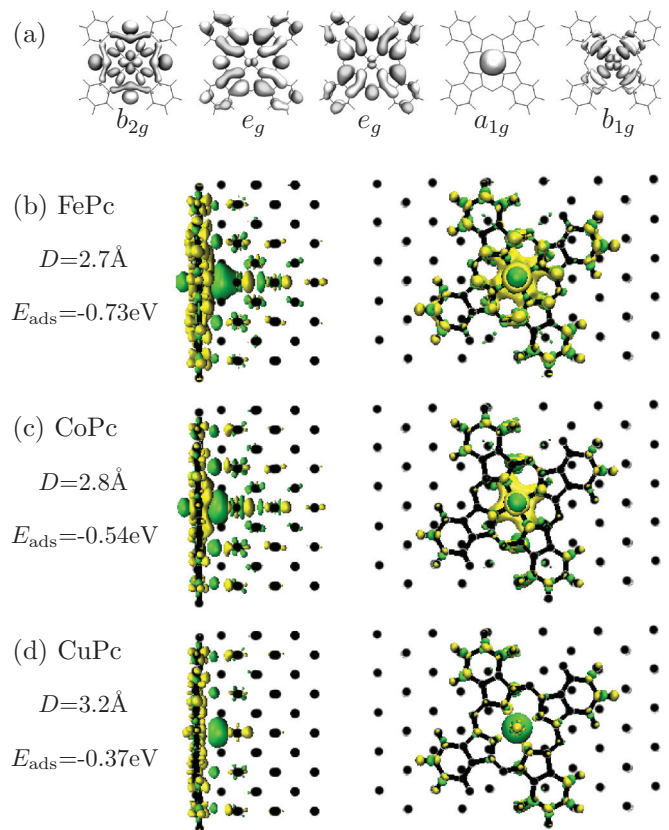 (a)
b2g eg eg a1g b1g
(b) FePc
D=2.7Å
Eads=-0.73eV
(c) CoPc
D=2.8Å
Eads=-0.54eV
(d) CuPc
D=3.2Å
Eads=-0.37eV